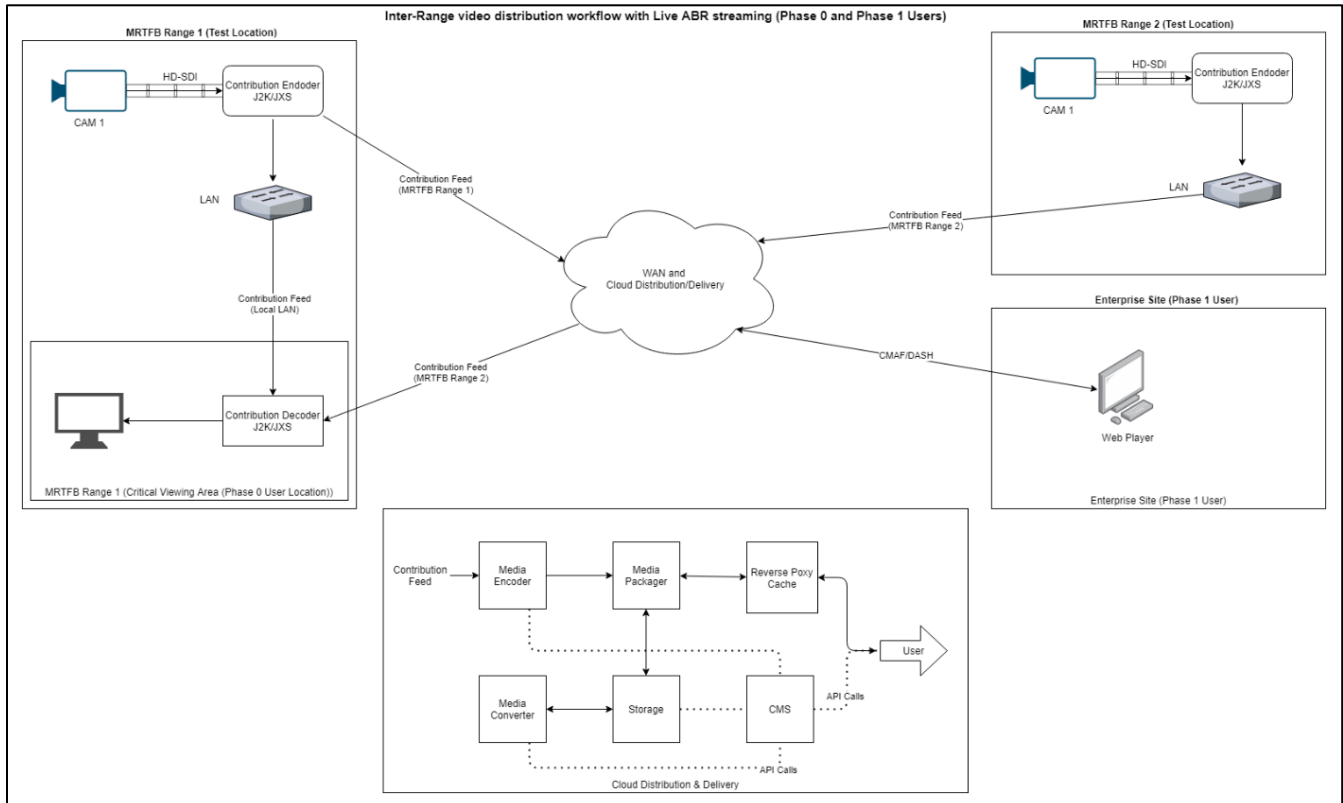 Inter-Range video distribution workflow with Live ABR streaming (Phase 0 and Phase 1 Users)
MRTFB Range 1 (Test Location)
HD-SDI
Contribution Endoder
J2K/JXS
CAM 1
LAN
Contribution Feed
(MRTFB Range 1)
Contribution Feed
(Local LAN)
Contribution Decoder
J2K/JXS
MRTFB Range 1 (Critical Viewing Area (Phase 0 User Location))
WAN and
Cloud Distribution/Delivery
Contribution Feed
(MRTFB Range 2)
MRTFB Range 2 (Test Location)
HD-SDI
Contribution Endoder
J2K/JXS
CAM 1
LAN
Contribution Feed
(MRTFB Range 2)
Enterprise Site (Phase 1 User)
CMAF/DASH
Web Player
Enterprise Site (Phase 1 User)
Contribution
Feed
Media
Encoder
Media
Packager
Reverse Poxy
Cache
User
API Calls
Media
Converter
Storage
CMS
API Calls
Cloud Distribution & Delivery